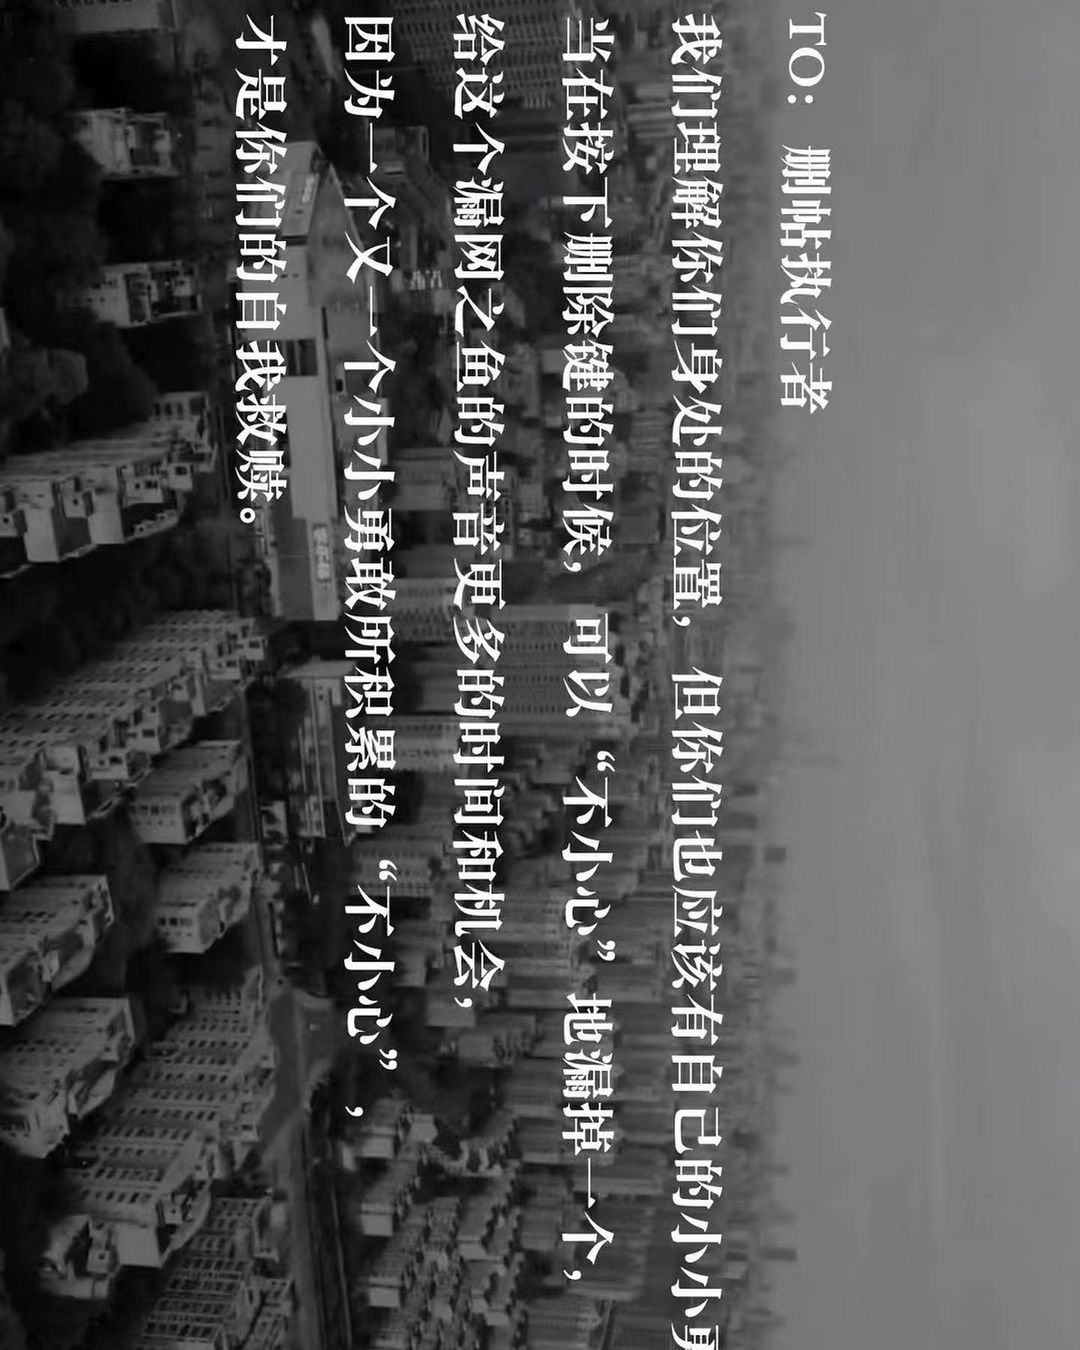 TO： 删帖执行者
我们理解你们身处的位置，但你们也应该有自己的小小勇
当在按下删除键的时候，可以“不小心”地漏掉一个，
给这个漏网之鱼的声音更多的时间和机会，
因为一个又一个小小勇敢所积累的“不小心”，
才是你们的自我救赎。